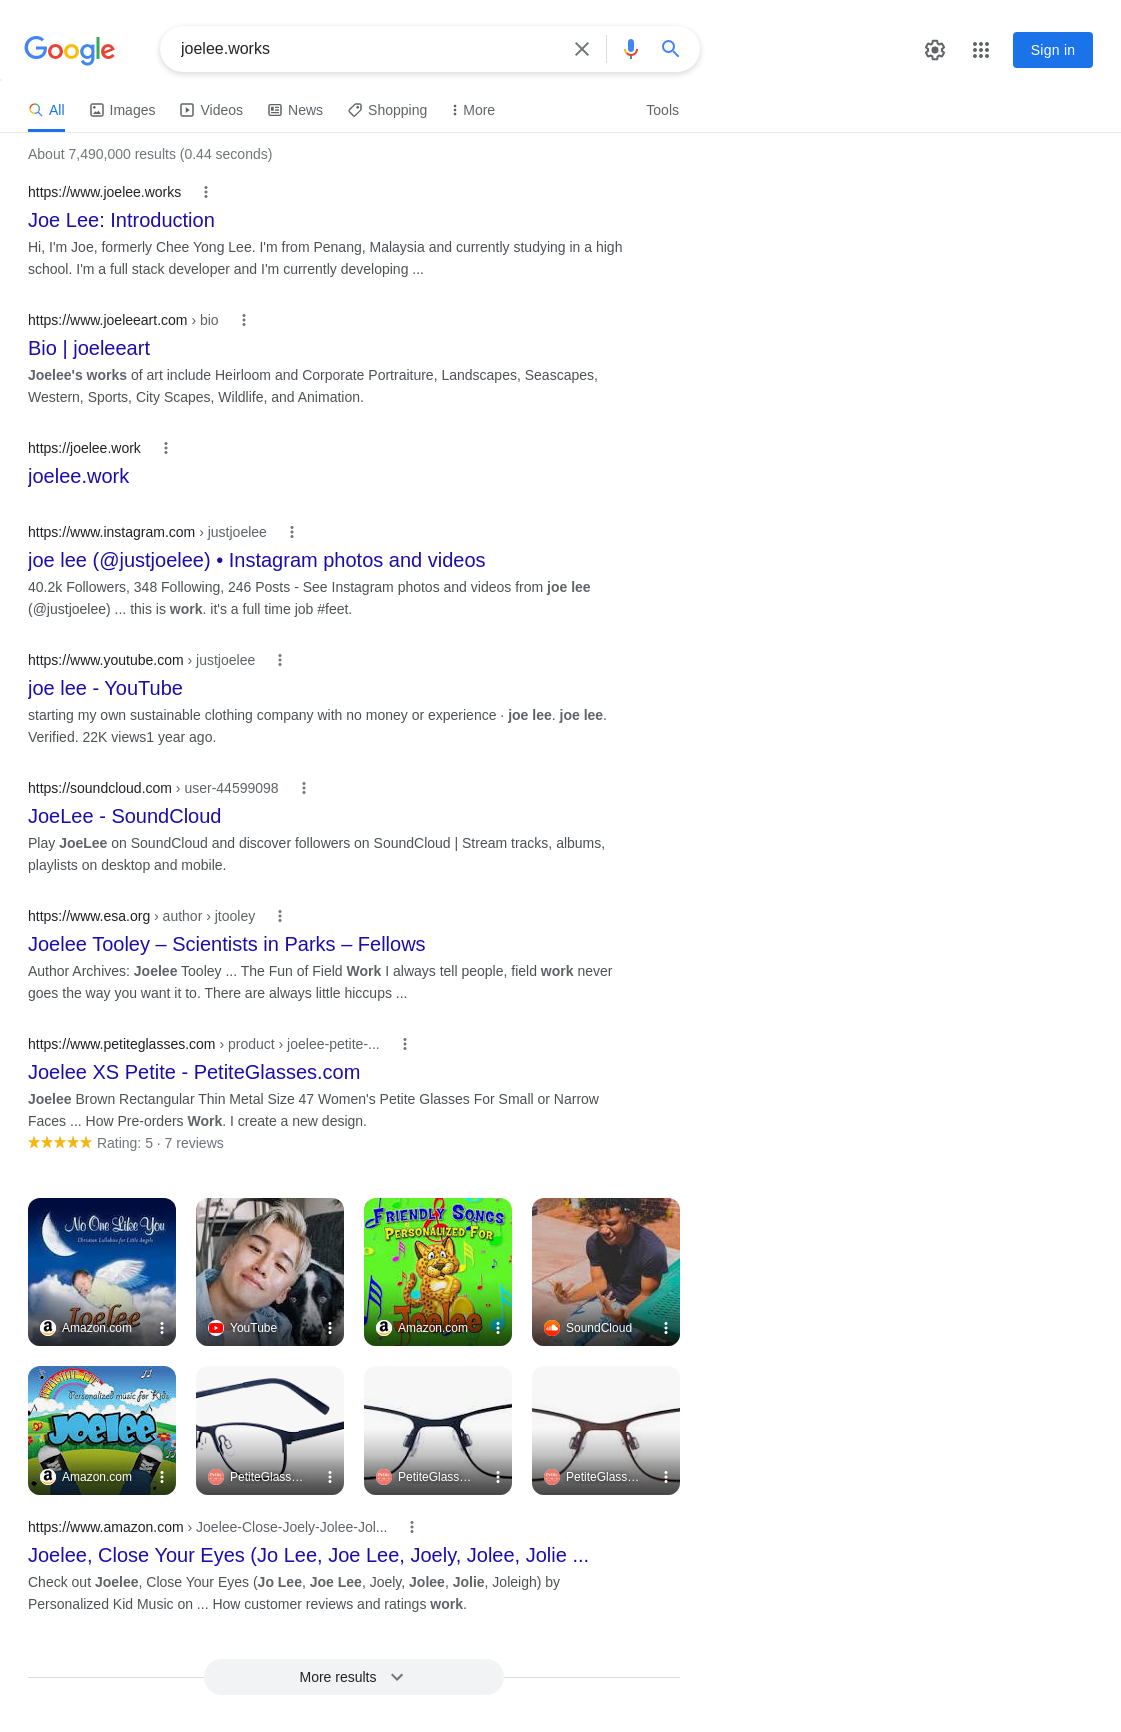 Google
joelee.works
Sign in
All
Images
Videos
News
Shopping
More
Tools
About 7,490,000 results (0.44 seconds)
https://www.joelee.works
Joe Lee: Introduction
Hi, I'm Joe, formerly Chee Yong Lee. I'm from Penang, Malaysia and currently studying in a high
school. I'm a full stack developer and I'm currently developing ...
https://www.joeleeart.com › bio
Bio | joeleeart
Joelee's works of art include Heirloom and Corporate Portraiture, Landscapes, Seascapes,
Western, Sports, City Scapes, Wildlife, and Animation.
https://joelee.work
joelee.work
https://www.instagram.com › justjoelee
joe lee (@justjoelee) • Instagram photos and videos
40.2k Followers, 348 Following, 246 Posts - See Instagram photos and videos from joe lee
(@justjoelee) ... this is work. it's a full time job #feet.
https://www.youtube.com › justjoelee
joe lee - YouTube
starting my own sustainable clothing company with no money or experience · joe lee. joe lee.
Verified. 22K views1 year ago.
https://soundcloud.com › user-44599098
JoeLee - SoundCloud
Play JoeLee on SoundCloud and discover followers on SoundCloud | Stream tracks, albums,
playlists on desktop and mobile.
https://www.esa.org › author › jtooley
Joelee Tooley – Scientists in Parks – Fellows
Author Archives: Joelee Tooley ... The Fun of Field Work I always tell people, field work never
goes the way you want it to. There are always little hiccups ...
https://www.petiteglasses.com › product › joelee-petite-...
Joelee XS Petite - PetiteGlasses.com
Joelee Brown Rectangular Thin Metal Size 47 Women's Petite Glasses For Small or Narrow
Faces ... How Pre-orders Work. I create a new design.
Rating: 5 · 7 reviews
No One Like You
Christian Lullabies for Little Angels
Joelee
Amazon.com
YouTube
FRIENDLY SONGS
PERSONALIZED FOR
Joelee
Amazon.com
SoundCloud
Personalized music for Kids
JOELEE
Amazon.com
PetiteGlass...
PetiteGlass...
PetiteGlass...
https://www.amazon.com › Joelee-Close-Joely-Jolee-Jol...
Joelee, Close Your Eyes (Jo Lee, Joe Lee, Joely, Jolee, Jolie ...
Check out Joelee, Close Your Eyes (Jo Lee, Joe Lee, Joely, Jolee, Jolie, Joleigh) by
Personalized Kid Music on ... How customer reviews and ratings work.
More results